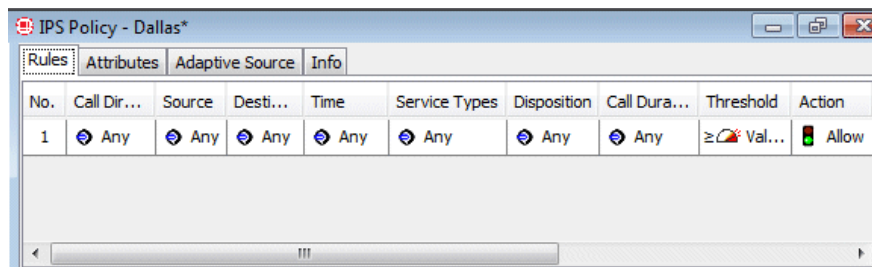 IPS Policy - Dallas*
Rules Attributes Adaptive Source Info
No. Call Dir... Source Desti... Time Service Types Disposition Call Dura... Threshold Action
1 Any Any Any Any Any Any Any ≥ Val... Allow